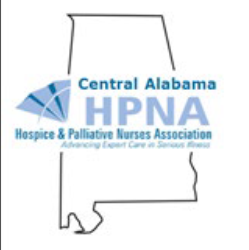 Central Alabama
HPNA
Hospice & Palliative Nurses Association
Advancing Expert Care in Serious Illness